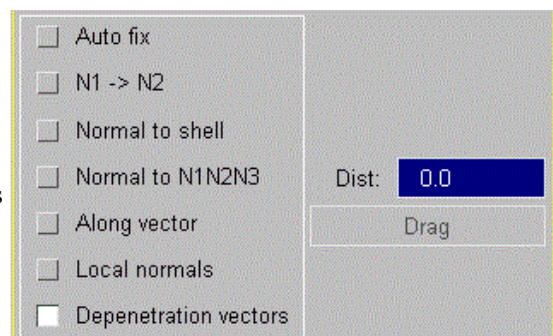 Auto fix
N1 -> N2
Normal to shell
Normal to N1N2N3
Along vector
Local normals
Depenetration vectors
Dist: 0.0
Drag
s